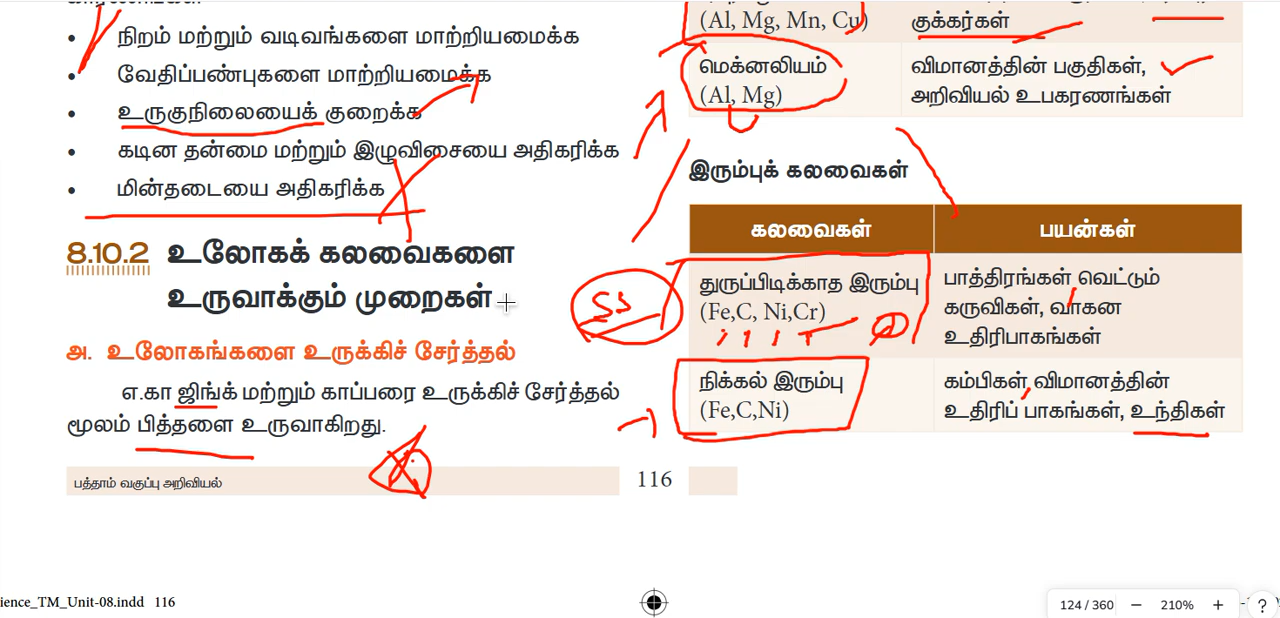 • நிறம் மற்றும் வடிவங்களை மாற்றியமைக்க
• வேதிப்பண்புகளை மாற்றியமைக்க
• உருகுநிலையைக் குறைக்க
• கடின தன்மை மற்றும் இழுவிசையை அதிகரிக்க
• மின்தடையை அதிகரிக்க
8.10.2 உலோகக் கலவைகளை
உருவாக்கும் முறைகள்
அ. உலோகங்களை உருக்கிச் சேர்த்தல்
எ.கா ஜிங்க் மற்றும் காப்பரை உருக்கிச் சேர்த்தல்
மூலம் பித்தளை உருவாகிறது.
பத்தாம் வகுப்பு அறிவியல்
116
(Al, Mg, Mn, Cu) குக்கர்கள்
மெக்னலியம் விமானத்தின் பகுதிகள்,
(Al, Mg) அறிவியல் உபகரணங்கள்
இரும்புக் கலவைகள்
கலவைகள் பயன்கள்
SS
துருப்பிடிக்காத இரும்பு பாத்திரங்கள் வெட்டும்
(Fe,C, Ni,Cr) கருவிகள், வாகன
உதிரிபாகங்கள்
நிக்கல் இரும்பு கம்பிகள் விமானத்தின்
(Fe,C,Ni) உதிரிப் பாகங்கள், உந்திகள்
ience_TM_Unit-08.indd 116
124 / 360 − 210% + ?